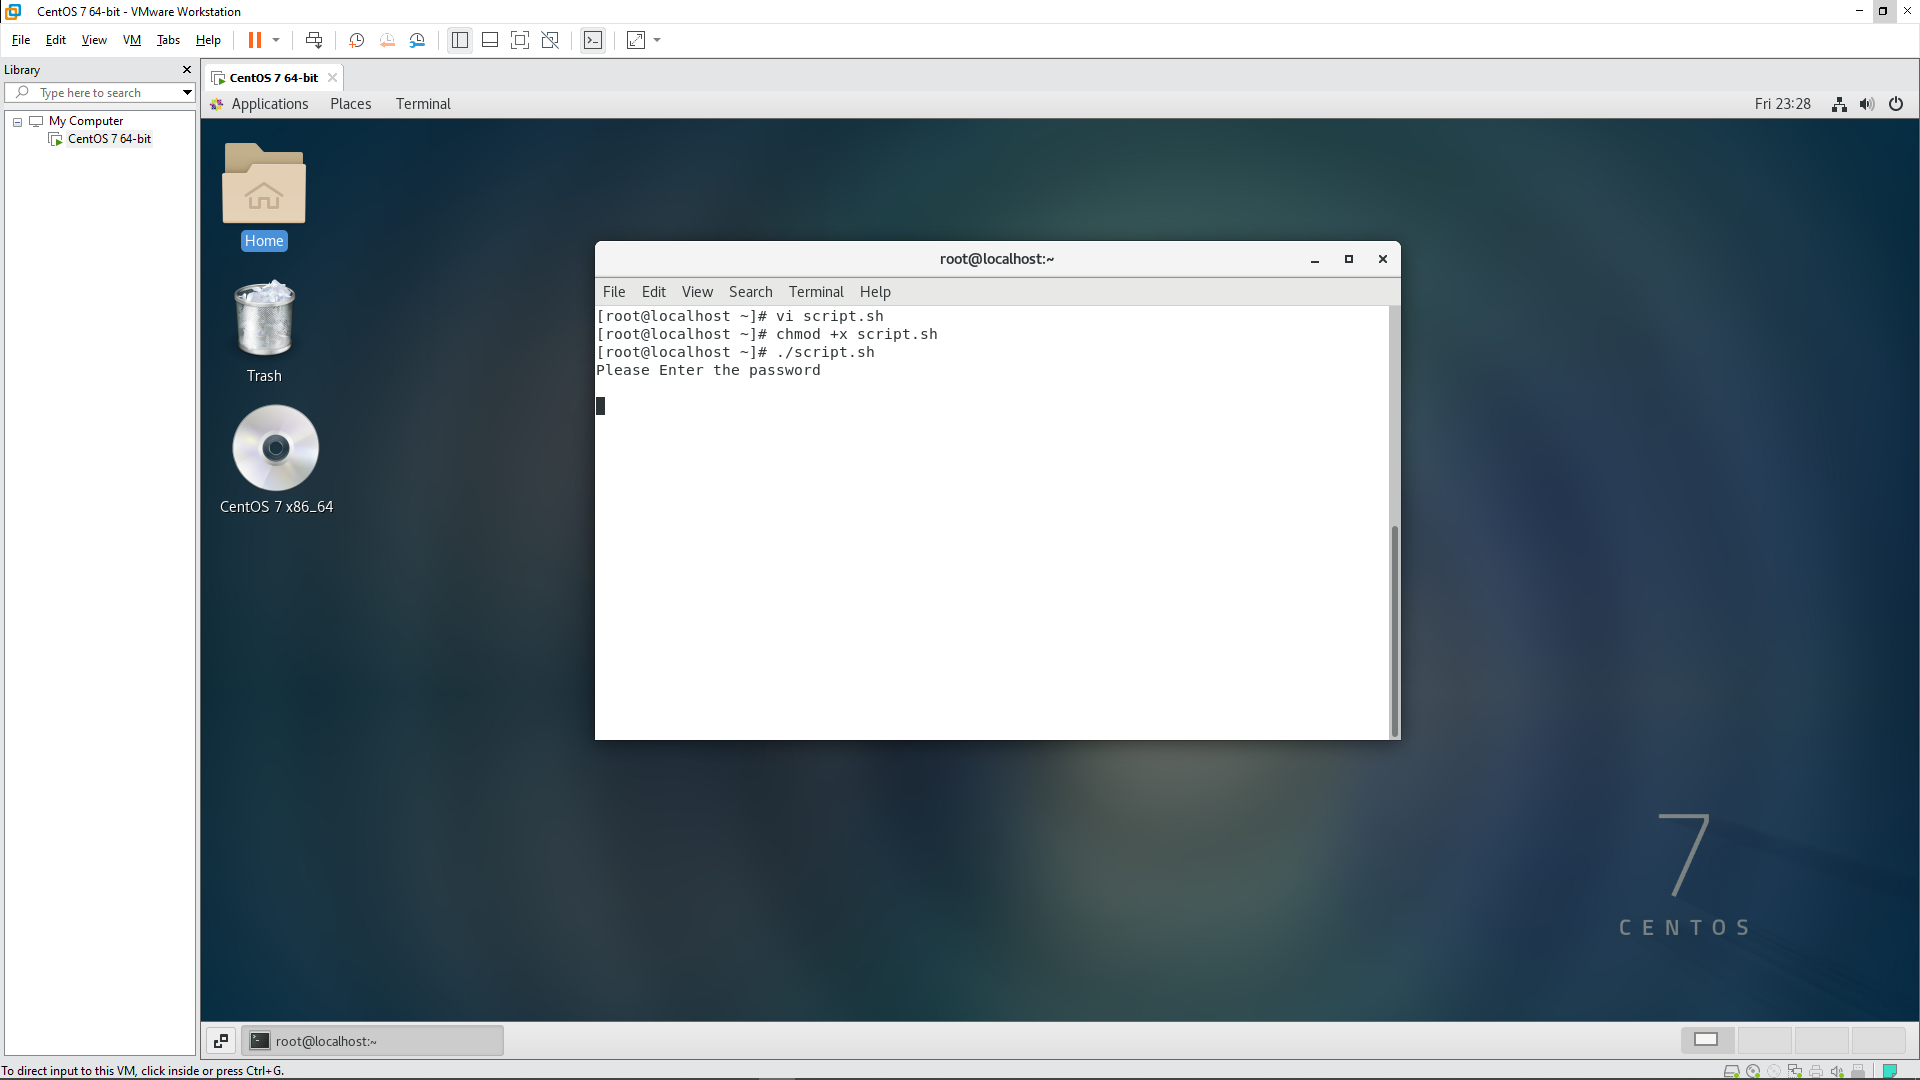 CentOS 7 64-bit - VMware Workstation
File Edit View VM Tabs Help
Library
Type here to search
My Computer
CentOS 7 64-bit
CentOS 7 64-bit
Applications Places Terminal Fri 23:28
Home
Trash
CentOS 7 x86_64
root@localhost:~
File Edit View Search Terminal Help
[root@localhost ~]# vi script.sh
[root@localhost ~]# chmod +x script.sh
[root@localhost ~]# ./script.sh
Please Enter the password
7
CENTOS
root@localhost:~
To direct input to this VM, click inside or press Ctrl+G.